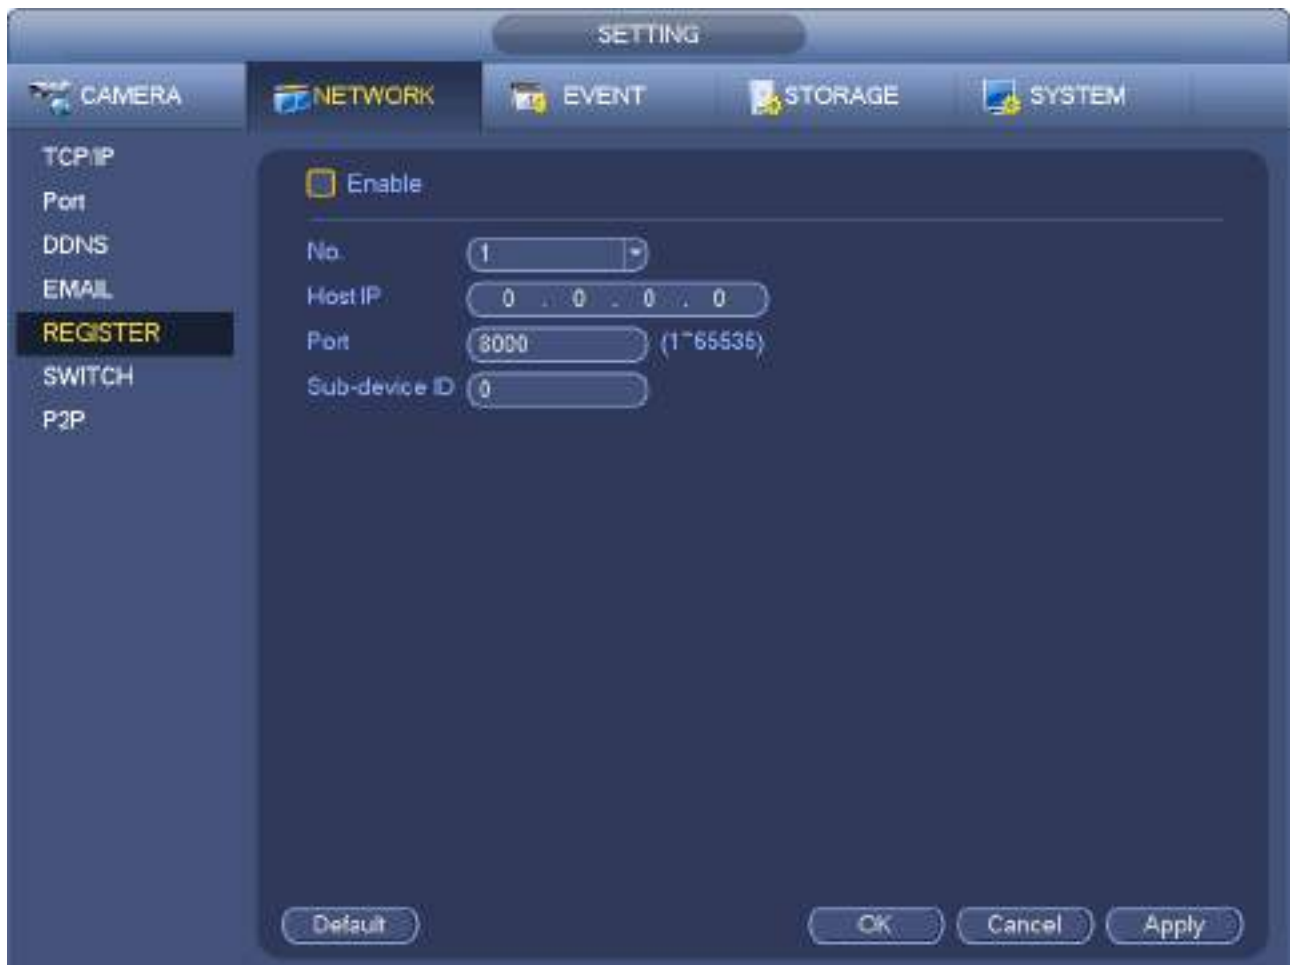 SETTING
CAMERA NETWORK EVENT STORAGE SYSTEM
TCP/IP
Port
DDNS
EMAIL
REGISTER
SWITCH
P2P
Enable
No. 1
Host IP 0 . 0 . 0 . 0
Port 8000 (1~65535)
Sub-device ID 0
Default OK Cancel Apply